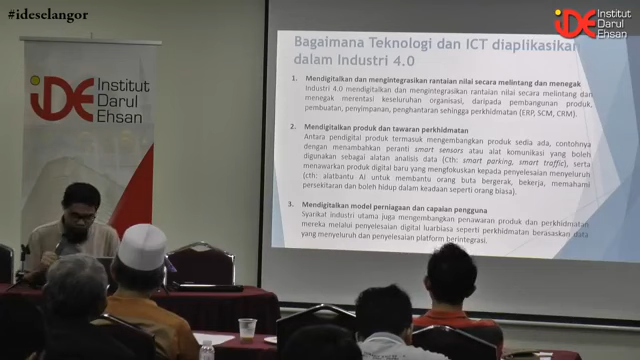 #ideselangor
iDE Institut
Darul
Ehsan
iDE Institut
Darul
Ehsan
Bagaimana Teknologi dan ICT diaplikasikan
dalam Industri 4.0
1. Mendigitalkan dan mengintegrasikan rantaian nilai secara melintang dan menegak
Industri 4.0 mendigitalkan dan mengintegrasikan rantaian nilai secara melintang dan
menegak merentasi keseluruhan organisasi, daripada pembangunan produk,
pembuatan, penyimpanan, penghantaran sehingga perkhidmatan (ERP, SCM, CRM).
2. Mendigitalkan produk dan tawaran perkhidmatan
Antara pendigital produk termasuk mengembangkan produk sedia ada, contohnya
dengan menambahkan peranti smart sensors atau alat komunikasi yang boleh
digunakan sebagai alatan analisis data (Cth: smart parking, smart traffic), serta
menawarkan produk digital baru yang mengfokuskan kepada penyelesaian menyeluruh
(cth: alatbantu AI untuk membantu orang buta bergerak, bekerja, memahami
persekitaran dan boleh hidup dalam keadaan seperti orang biasa).
3. Mendigitalkan model perniagaan dan capaian pengguna
Syarikat industri utama juga mengembangkan penawaran produk dan perkhidmatan
mereka melalui penyelesaian digital luarbiasa seperti perkhidmatan berasaskan data
yang menyeluruh dan penyelesaian platform berintegrasi.